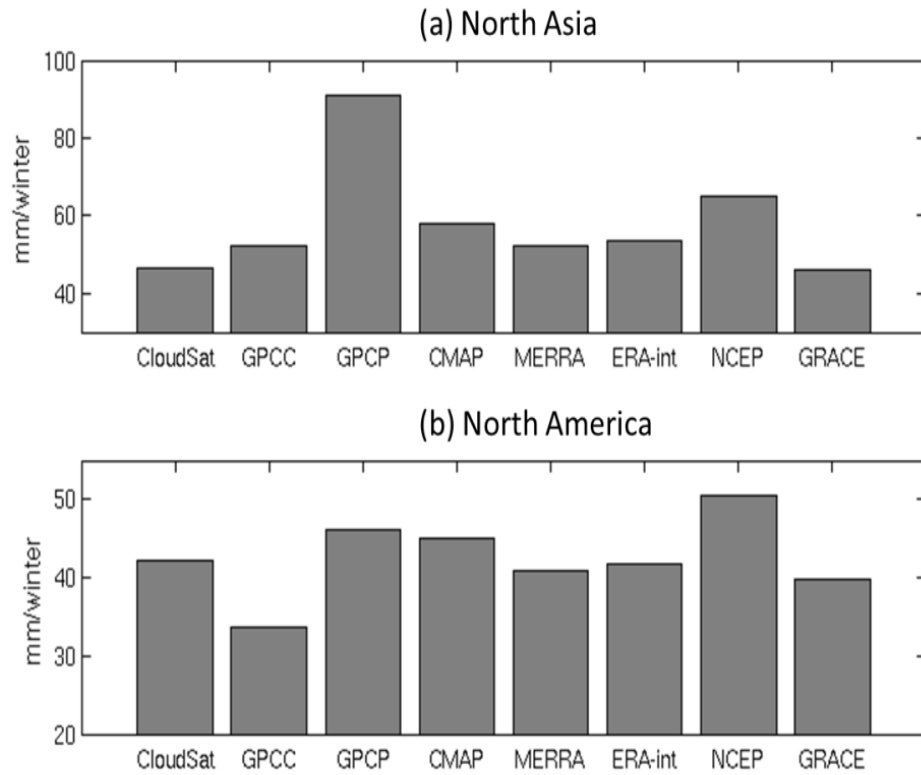 (a) North Asia
100
80
60
40
mm/winter
CloudSat GPCC GPCP CMAP MERRA ERA-int NCEP GRACE
(b) North America
50
40
30
20
mm/winter
CloudSat GPCC GPCP CMAP MERRA ERA-int NCEP GRACE